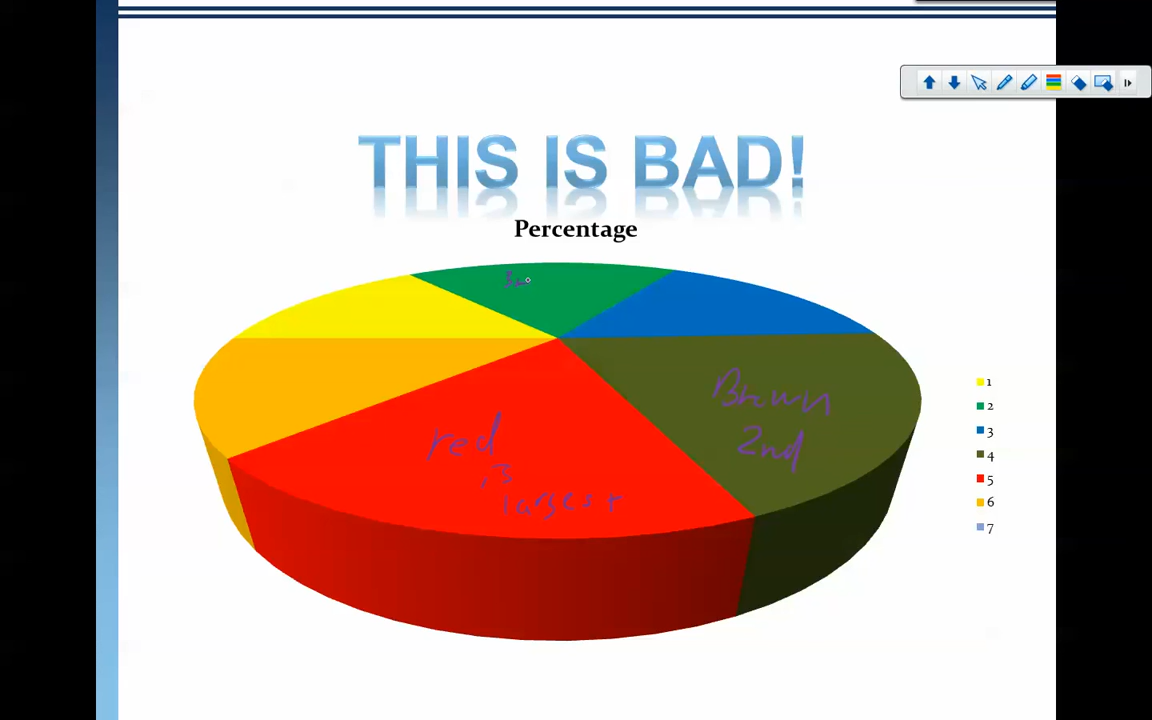 THIS IS BAD!
Percentage
Brown
2nd
red
is
largest
1
2
3
4
5
6
7